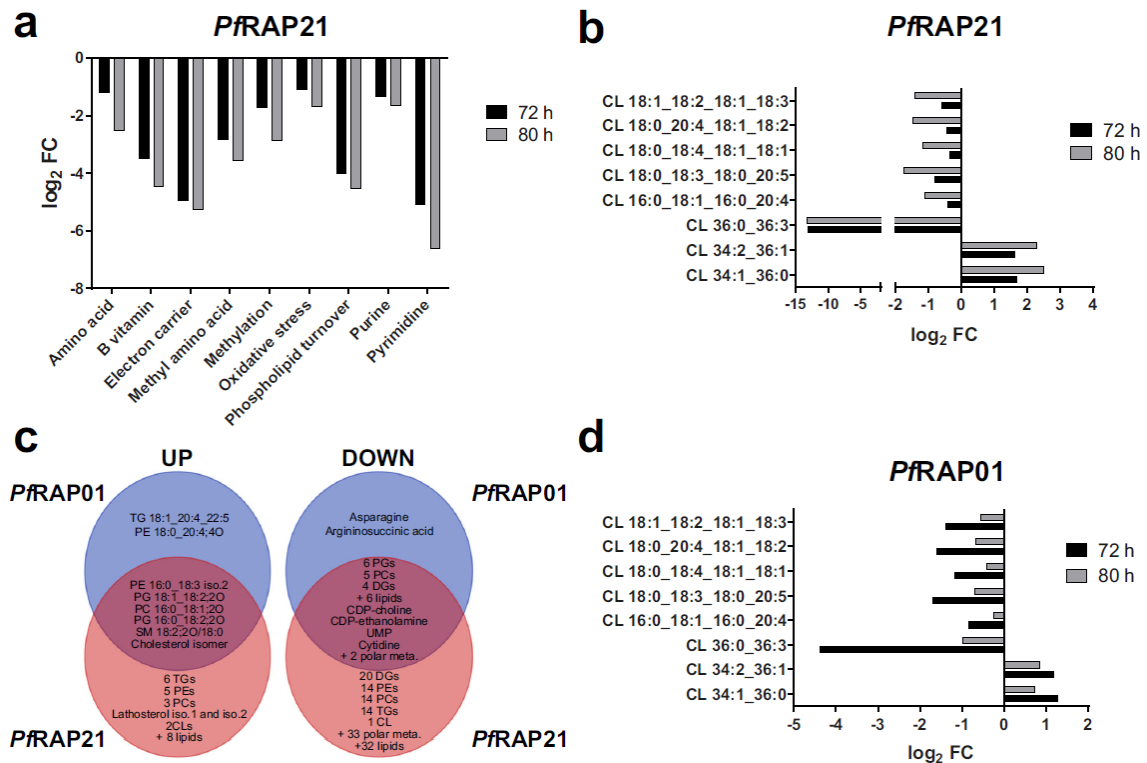 a
PfRAP21
0
-2
-4
-6
-8
log2 FC
72 h
80 h
Amino acid
B vitamin
Electron carrier
Methyl amino acid
Methylation
Oxidative stress
Phospholipid turnover
Purine
Pyrimidine
b
PfRAP21
CL 18:1_18:2_18:1_18:3
CL 18:0_20:4_18:1_18:2
CL 18:0_18:4_18:1_18:1
CL 18:0_18:3_18:0_20:5
CL 16:0_18:1_16:0_20:4
CL 36:0_36:3
CL 34:2_36:1
CL 34:1_36:0
-15 -10 -5 -2 -1 0 1 2 3 4
log2 FC
72 h
80 h
c
UP
DOWN
PfRAP01
PfRAP01
TG 18:1_20:4_22:5
PE 18:0_20:4;4O
PE 16:0_18:3 iso.2
PG 18:1_18:2;2O
PC 16:0_18:1;2O
PG 16:0_18:2;2O
SM 18:2;2O/18:0
Cholesterol isomer
6 TGs
5 PEs
3 PCs
Lathosterol iso.1 and iso.2
2CLs
+ 8 lipids
PfRAP21
Asparagine
Argininosuccinic acid
6 PGs
5 PCs
4 DGs
+ 6 lipids
CDP-choline
CDP-ethanolamine
UMP
Cytidine
+ 2 polar meta.
20 DGs
14 PEs
14 PCs
14 TGs
1 CL
+ 33 polar meta.
+32 lipids
PfRAP21
d
PfRAP01
CL 18:1_18:2_18:1_18:3
CL 18:0_20:4_18:1_18:2
CL 18:0_18:4_18:1_18:1
CL 18:0_18:3_18:0_20:5
CL 16:0_18:1_16:0_20:4
CL 36:0_36:3
CL 34:2_36:1
CL 34:1_36:0
-5 -4 -3 -2 -1 0 1 2
log2 FC
80 h
72 h